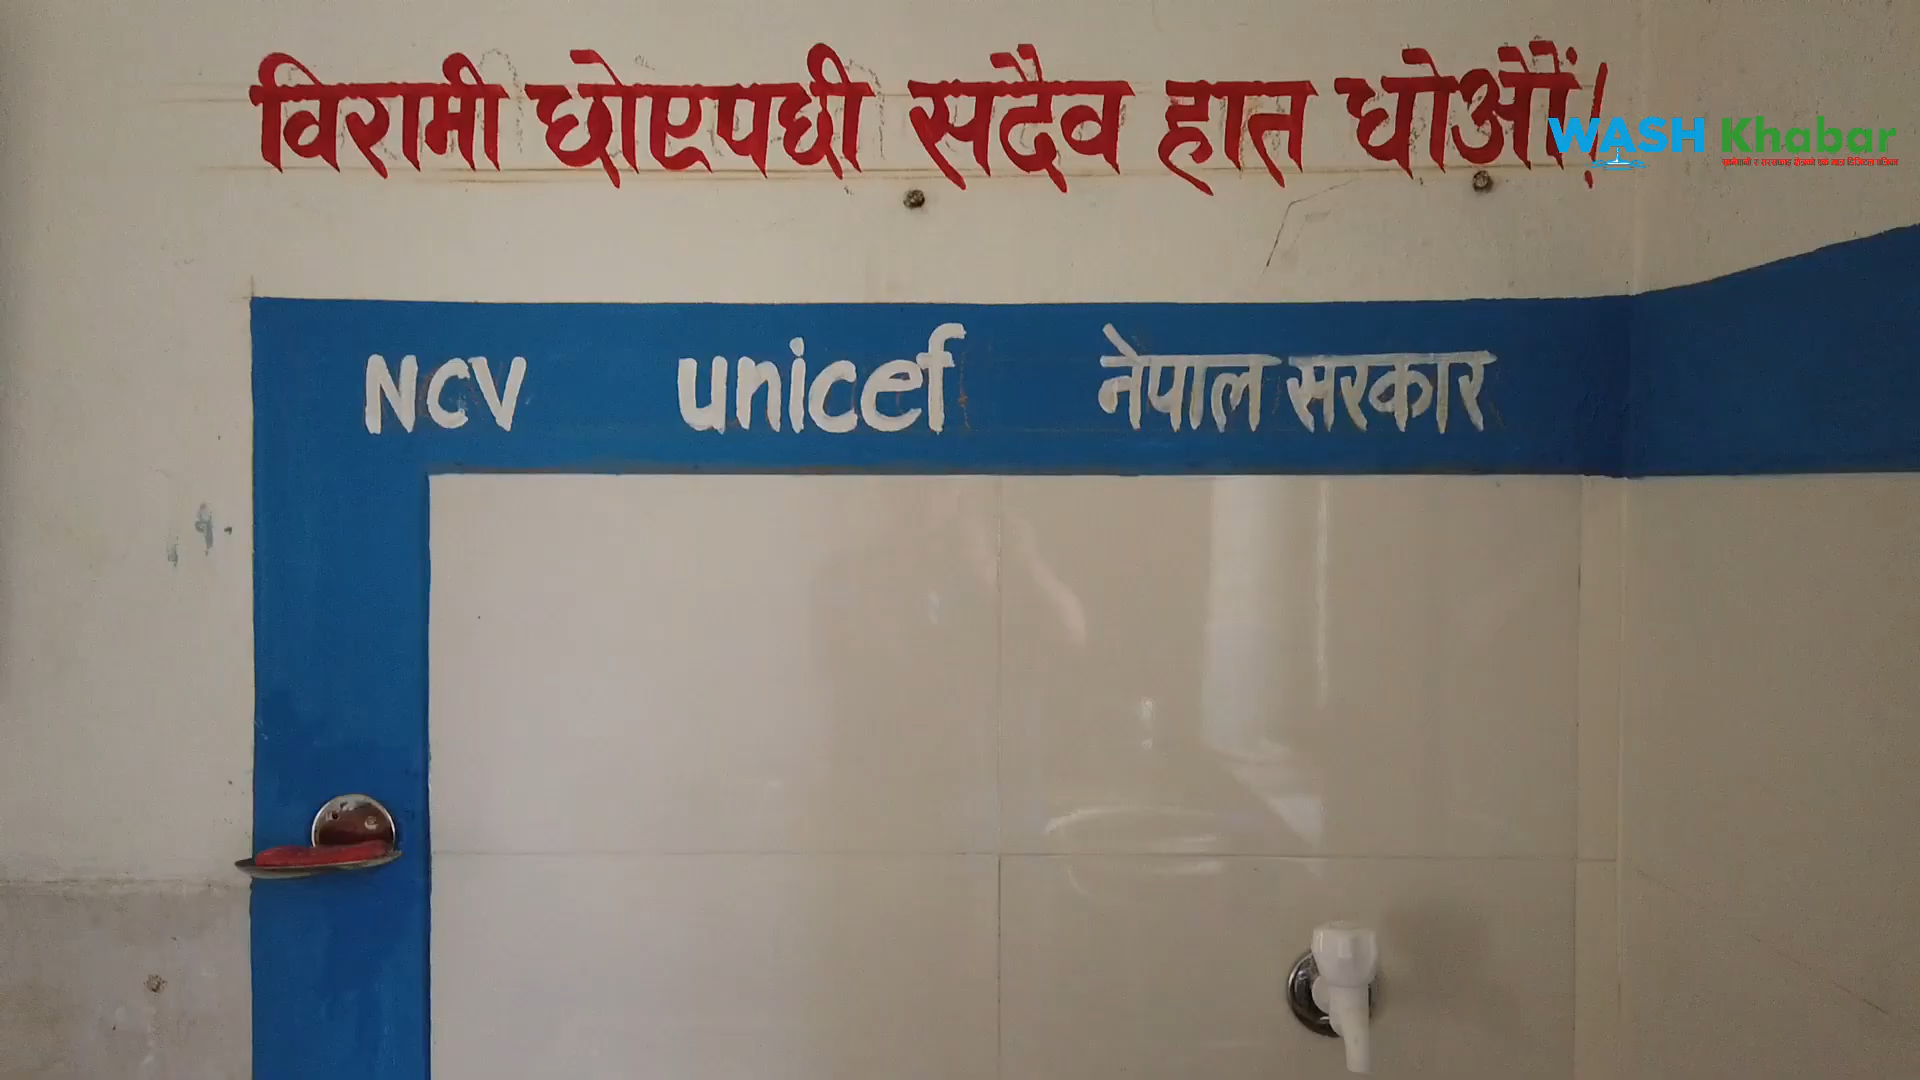 विरामी छोएपछी सदैव हात धोऔं!
WASH Khabar
NCV unicef नेपाल सरकार